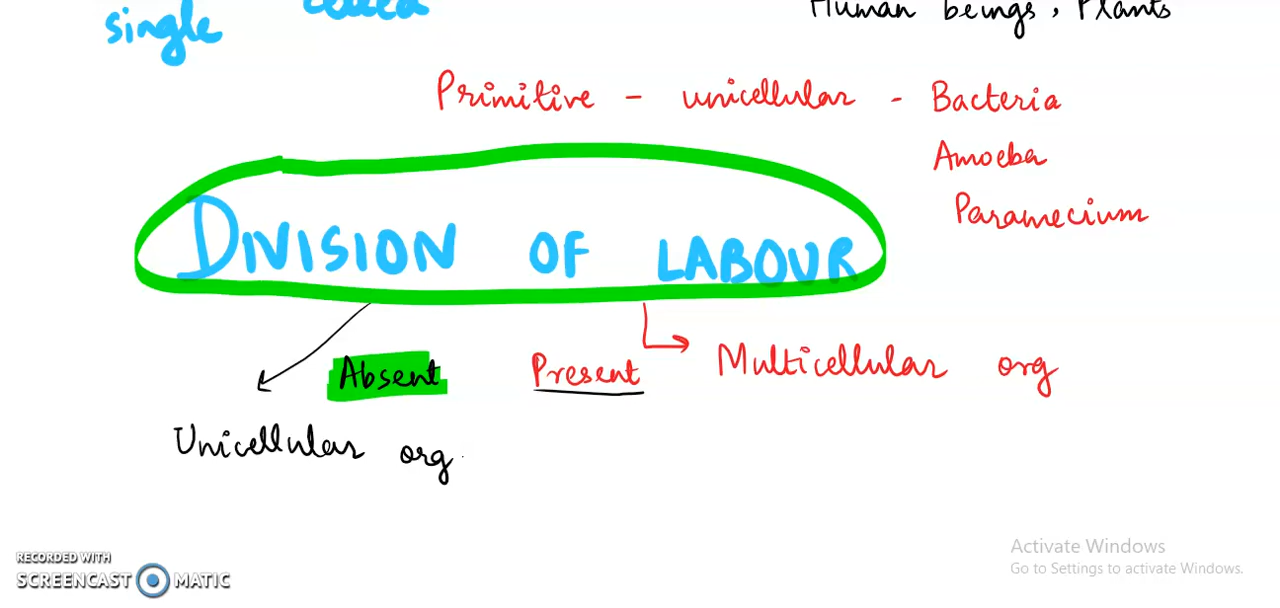 single celled
Human beings, Plants
Primitive - unicellular - Bacteria
Amoeba
Paramecium
DIVISION OF LABOUR
Absent Present Multicellular org
Unicellular org.
RECORDED WITH
SCREENCAST MATIC
Activate Windows
Go to Settings to activate Windows.